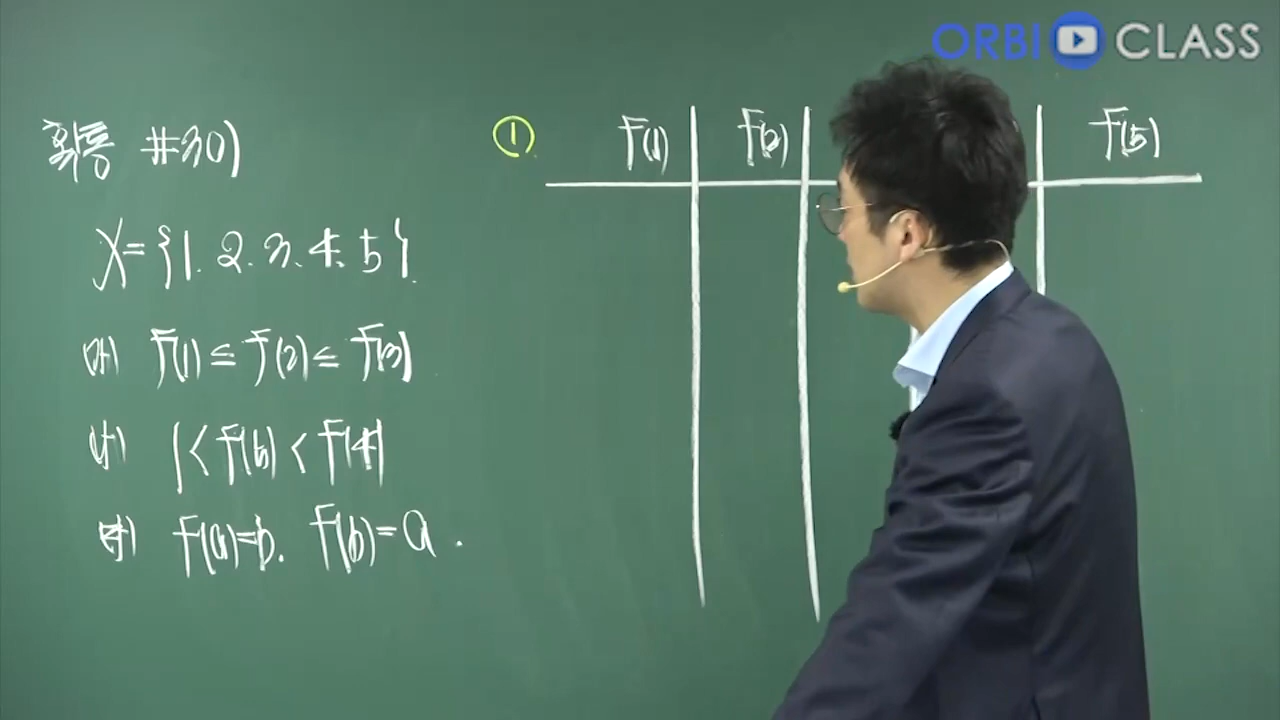 ORBI CLASS
확통 #30)
X={1. 2. 3. 4. 5}.
(가) f(1) ≤ f(2) ≤ f(3)
(나) 1 < f(5) < f(4)
(다) f(a)=b. f(b)=a.
① f(1) f(2) f(5)